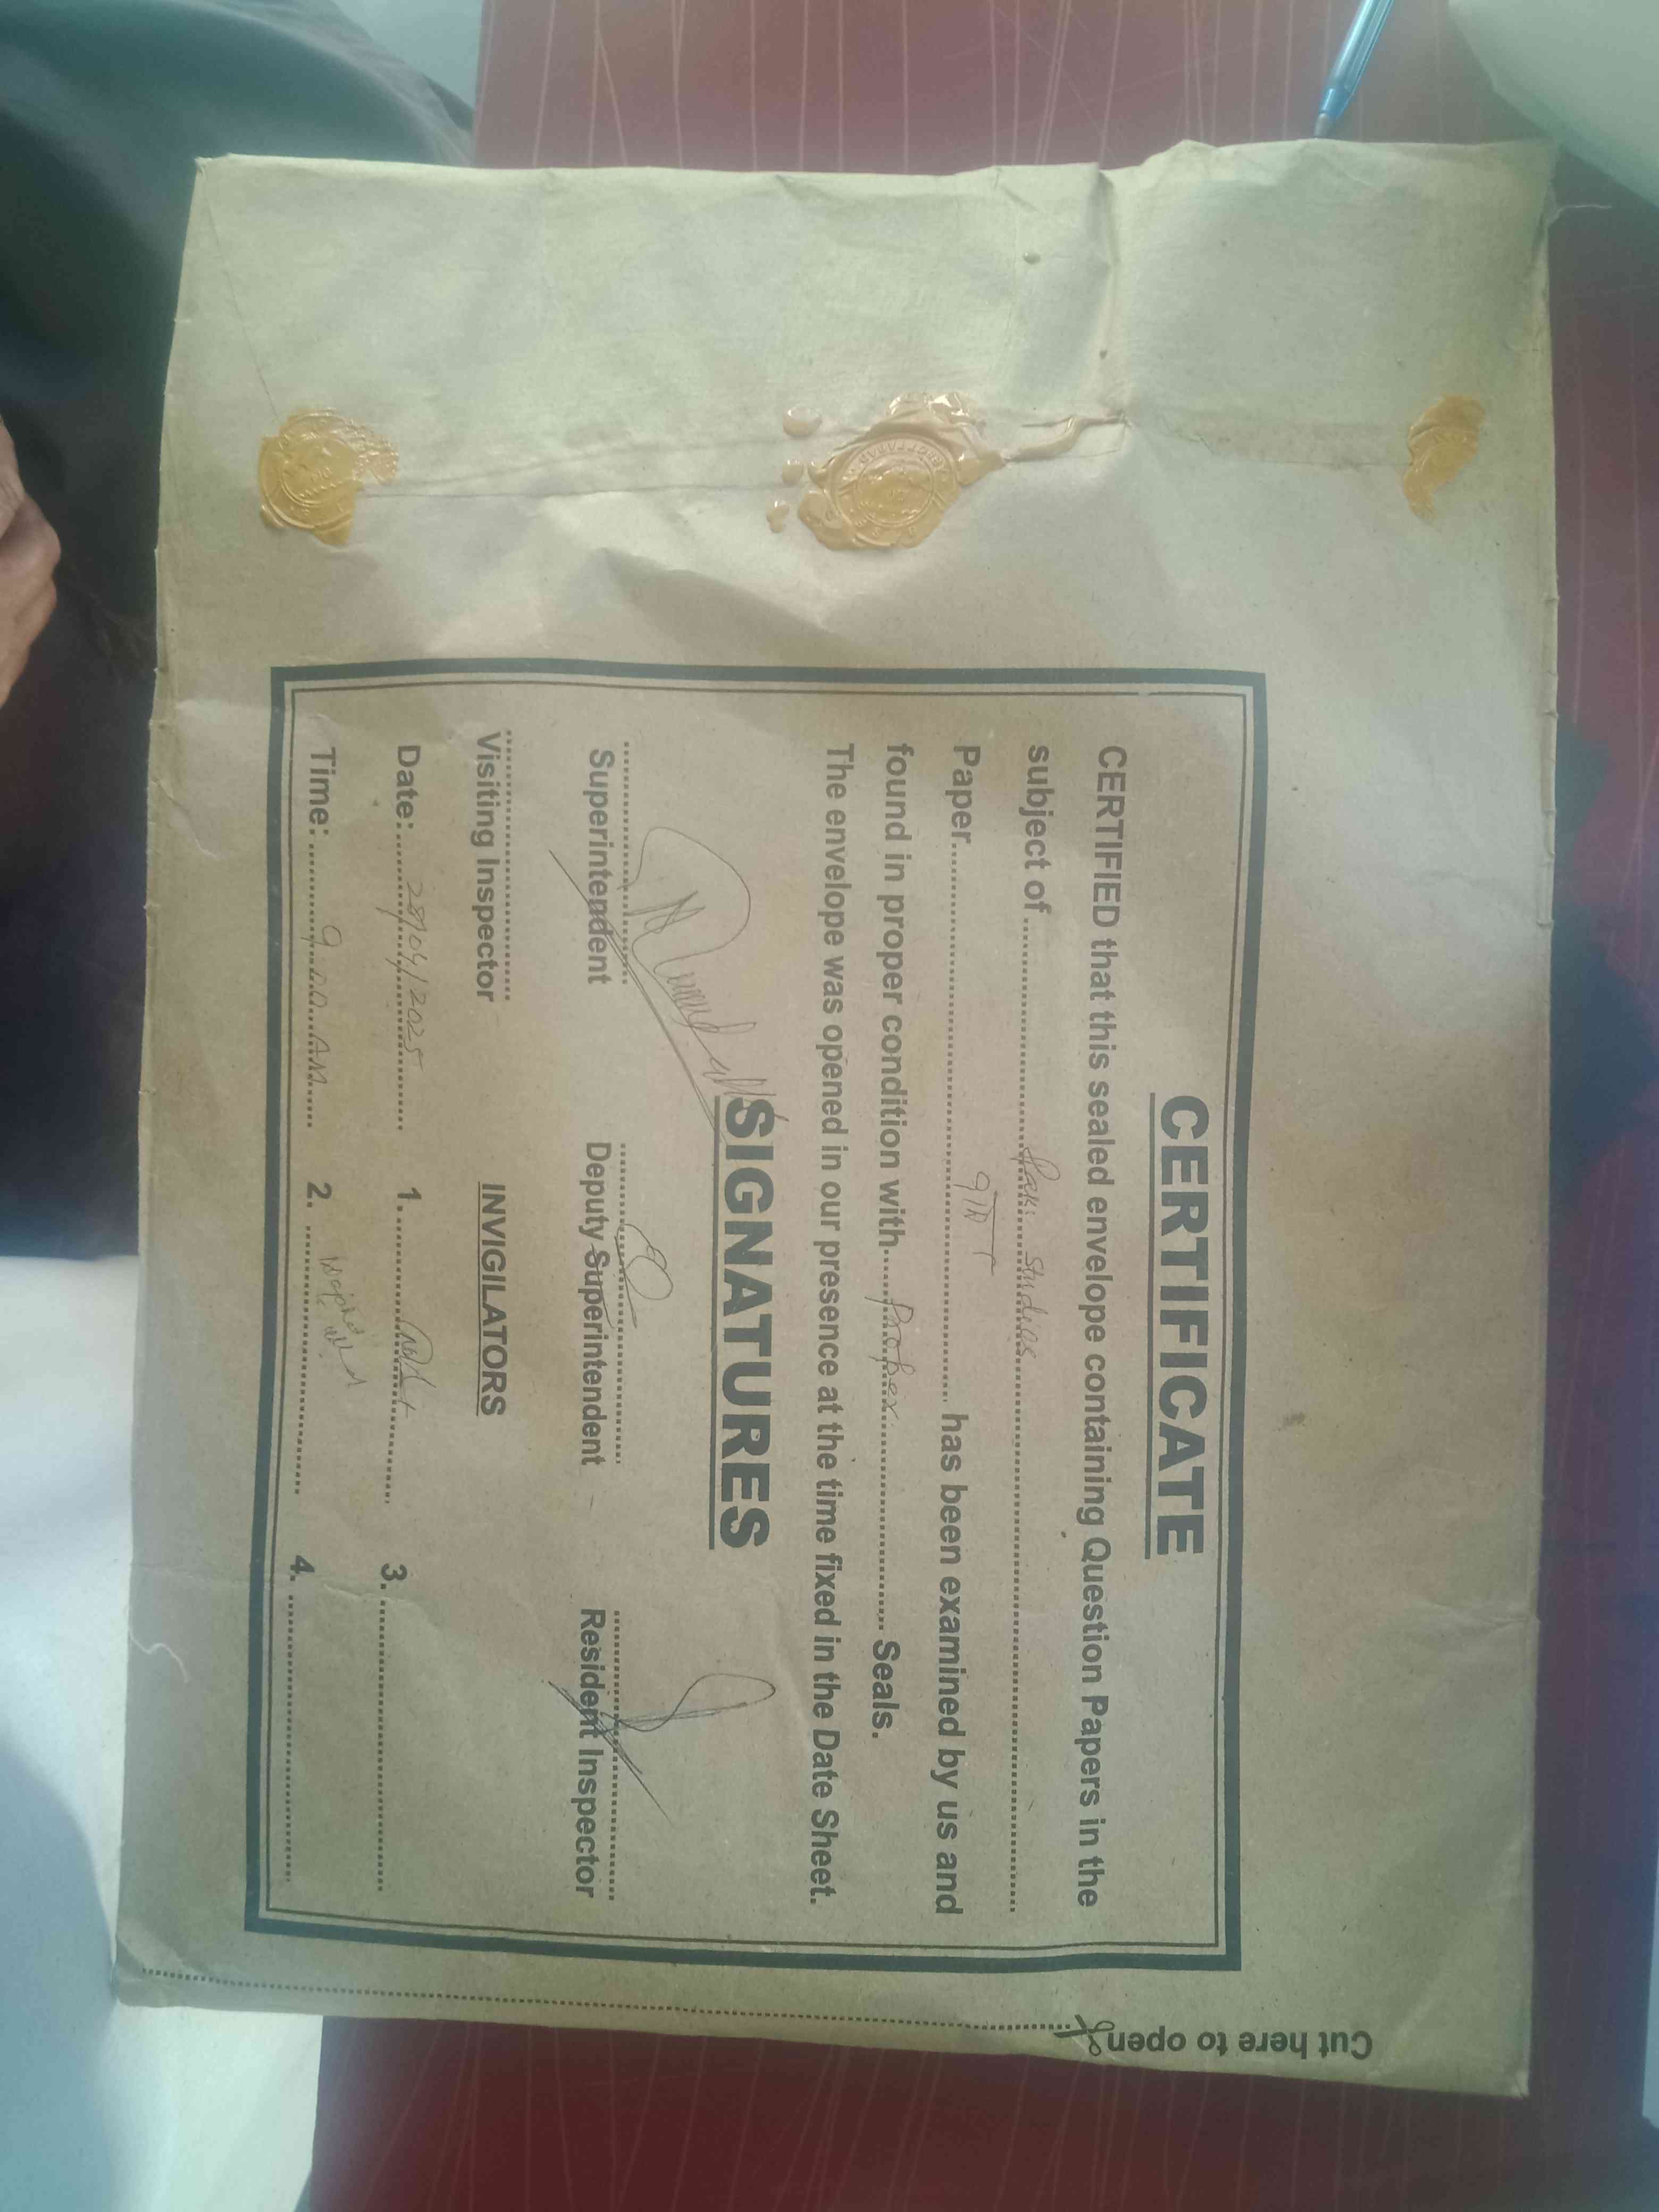 CERTIFICATE
CERTIFIED that this sealed envelope containing Question Papers in the
subject of Pak: Studies
Paper 9TH has been examined by us and
found in proper condition with Proper Seals.
The envelope was opened in our presence at the time fixed in the Date Sheet.
SIGNATURES
Superintendent Deputy Superintendent Resident Inspector
Visiting Inspector INVIGILATORS
Date: 28/04/2025 1. 3.
Time: 9:00 AM 2. 4.
Cut here to open